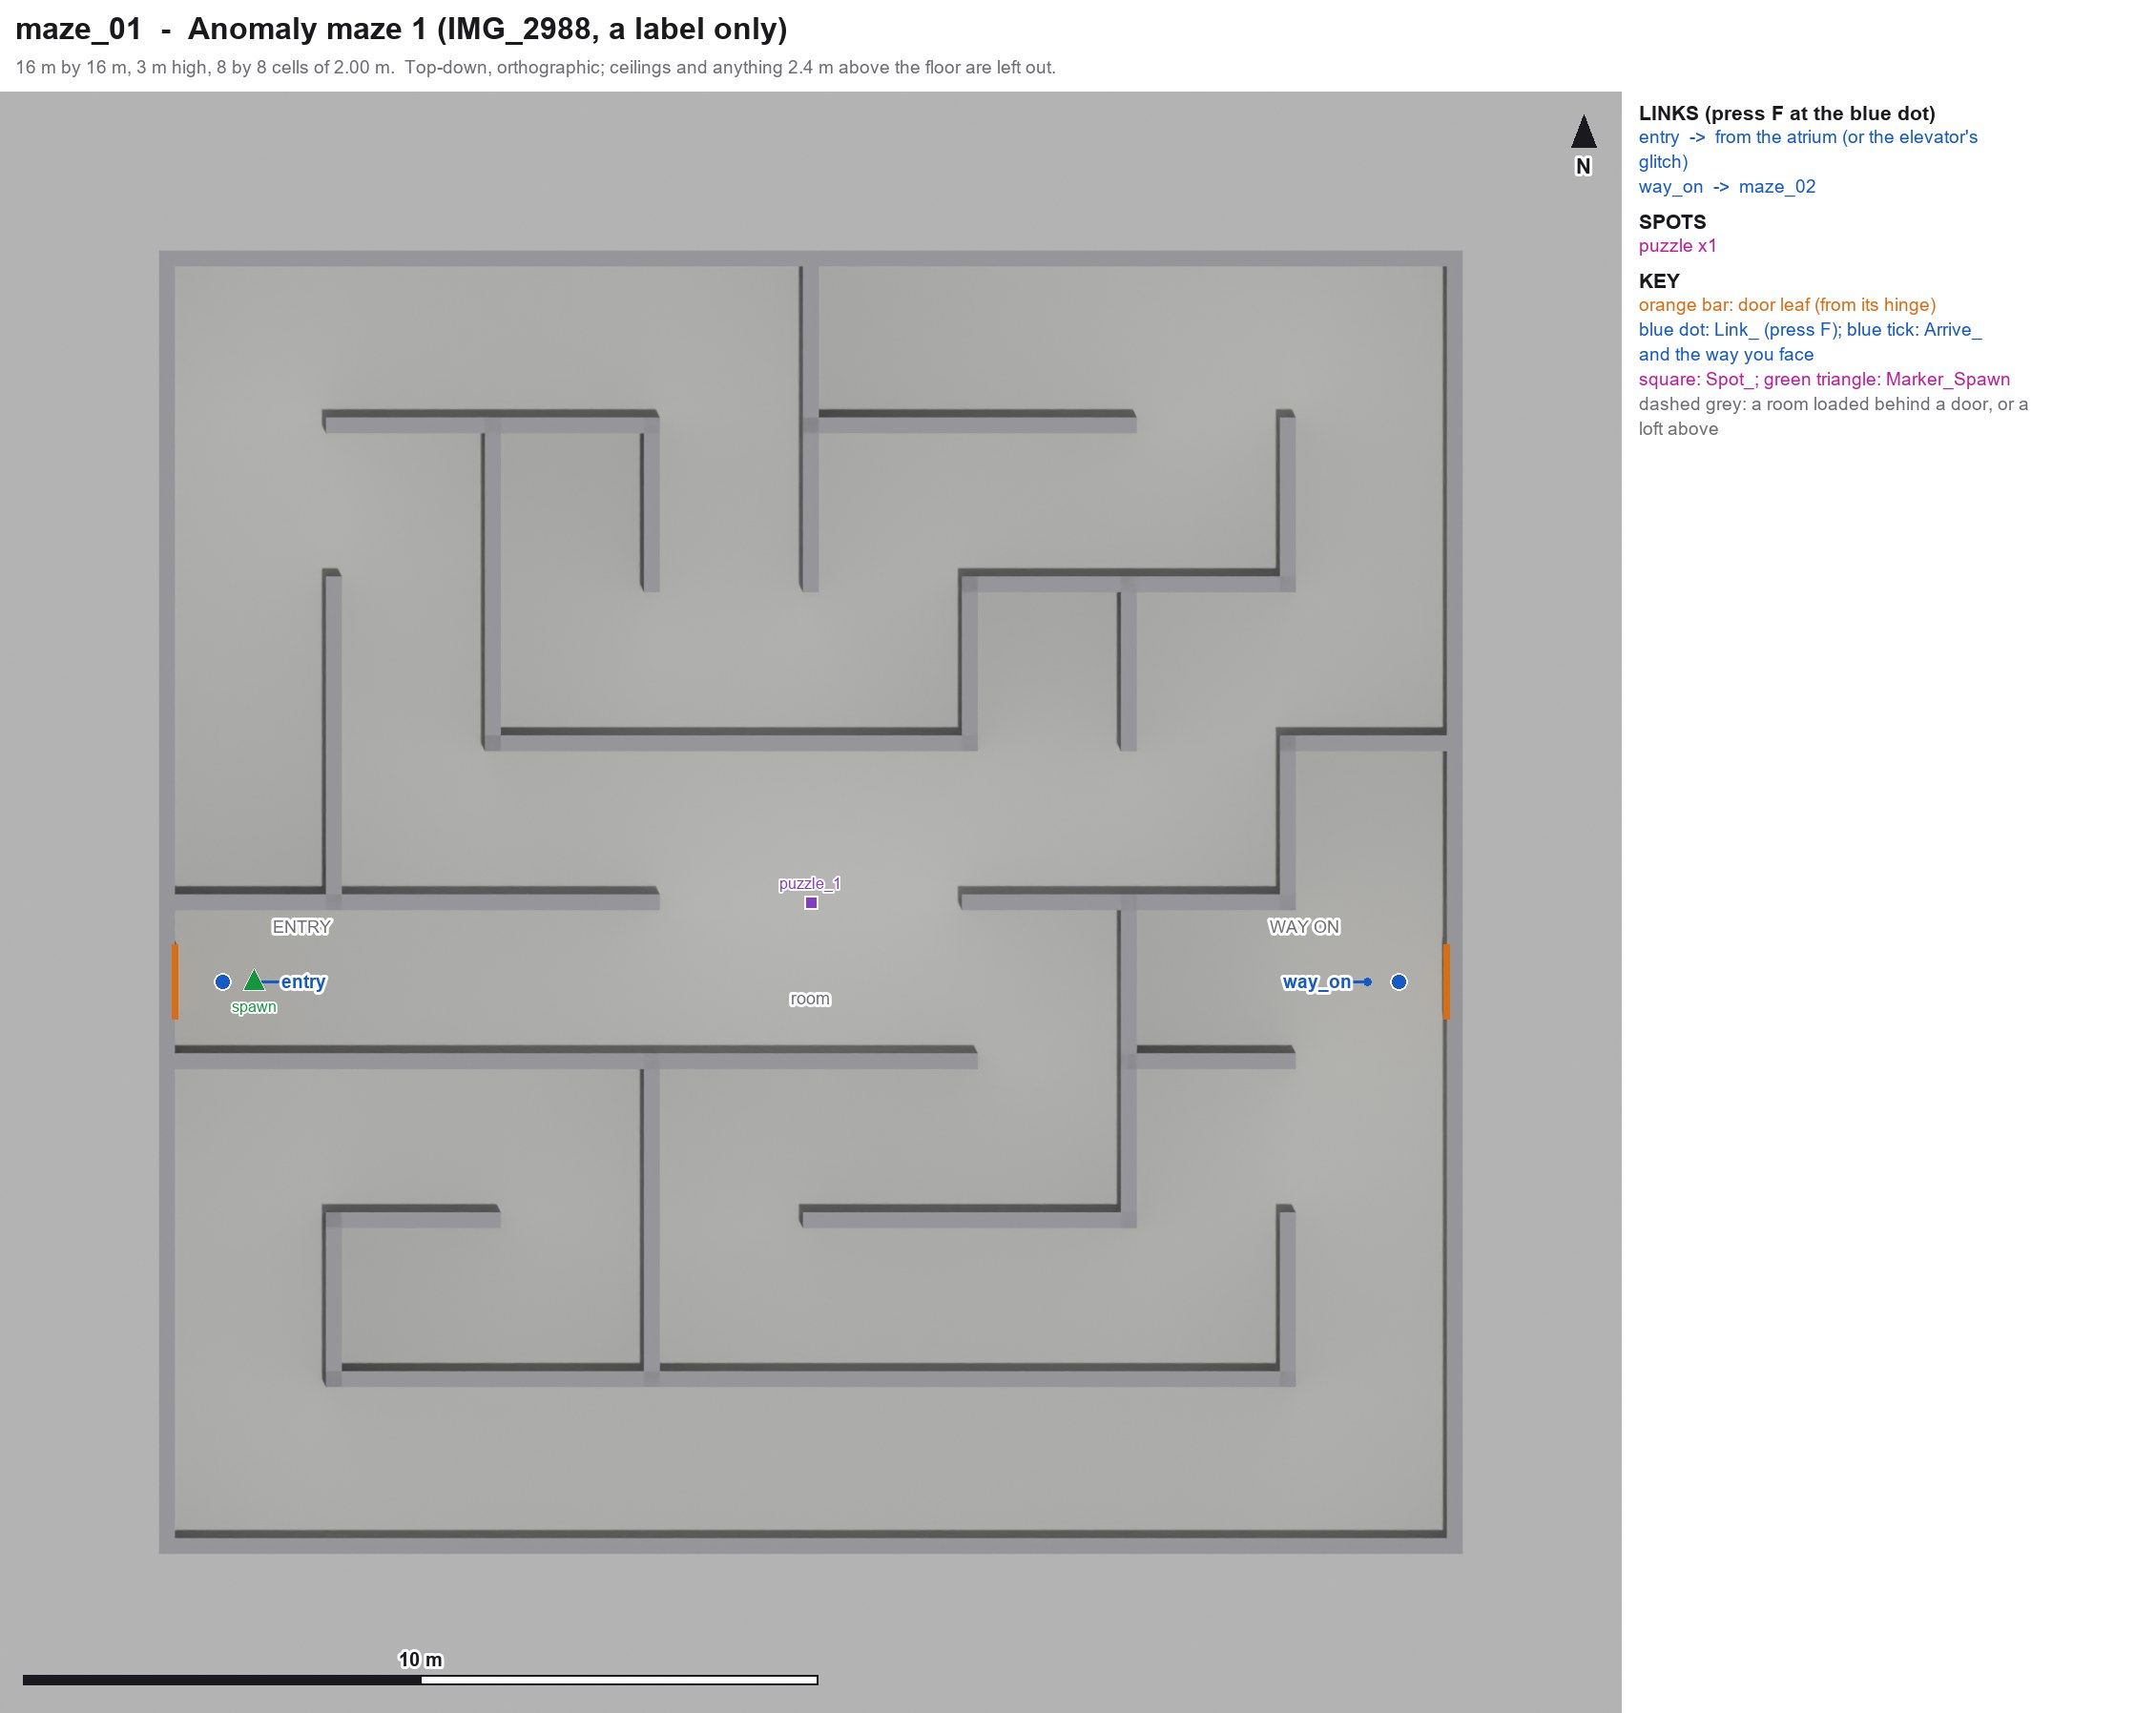 maze_01  -  Anomaly maze 1 (IMG_2988, a label only)
16 m by 16 m, 3 m high, 8 by 8 cells of 2.00 m.  Top-down, orthographic; ceilings and anything 2.4 m above the floor are left out.
N
LINKS (press F at the blue dot)
entry  ->  from the atrium (or the elevator's
glitch)
way_on  ->  maze_02
SPOTS
puzzle x1
KEY
orange bar: door leaf (from its hinge)
blue dot: Link_ (press F); blue tick: Arrive_
and the way you face
square: Spot_; green triangle: Marker_Spawn
dashed grey: a room loaded behind a door, or a
loft above
puzzle_1
ENTRY
WAY ON
entry
way_on
spawn
room
10 m